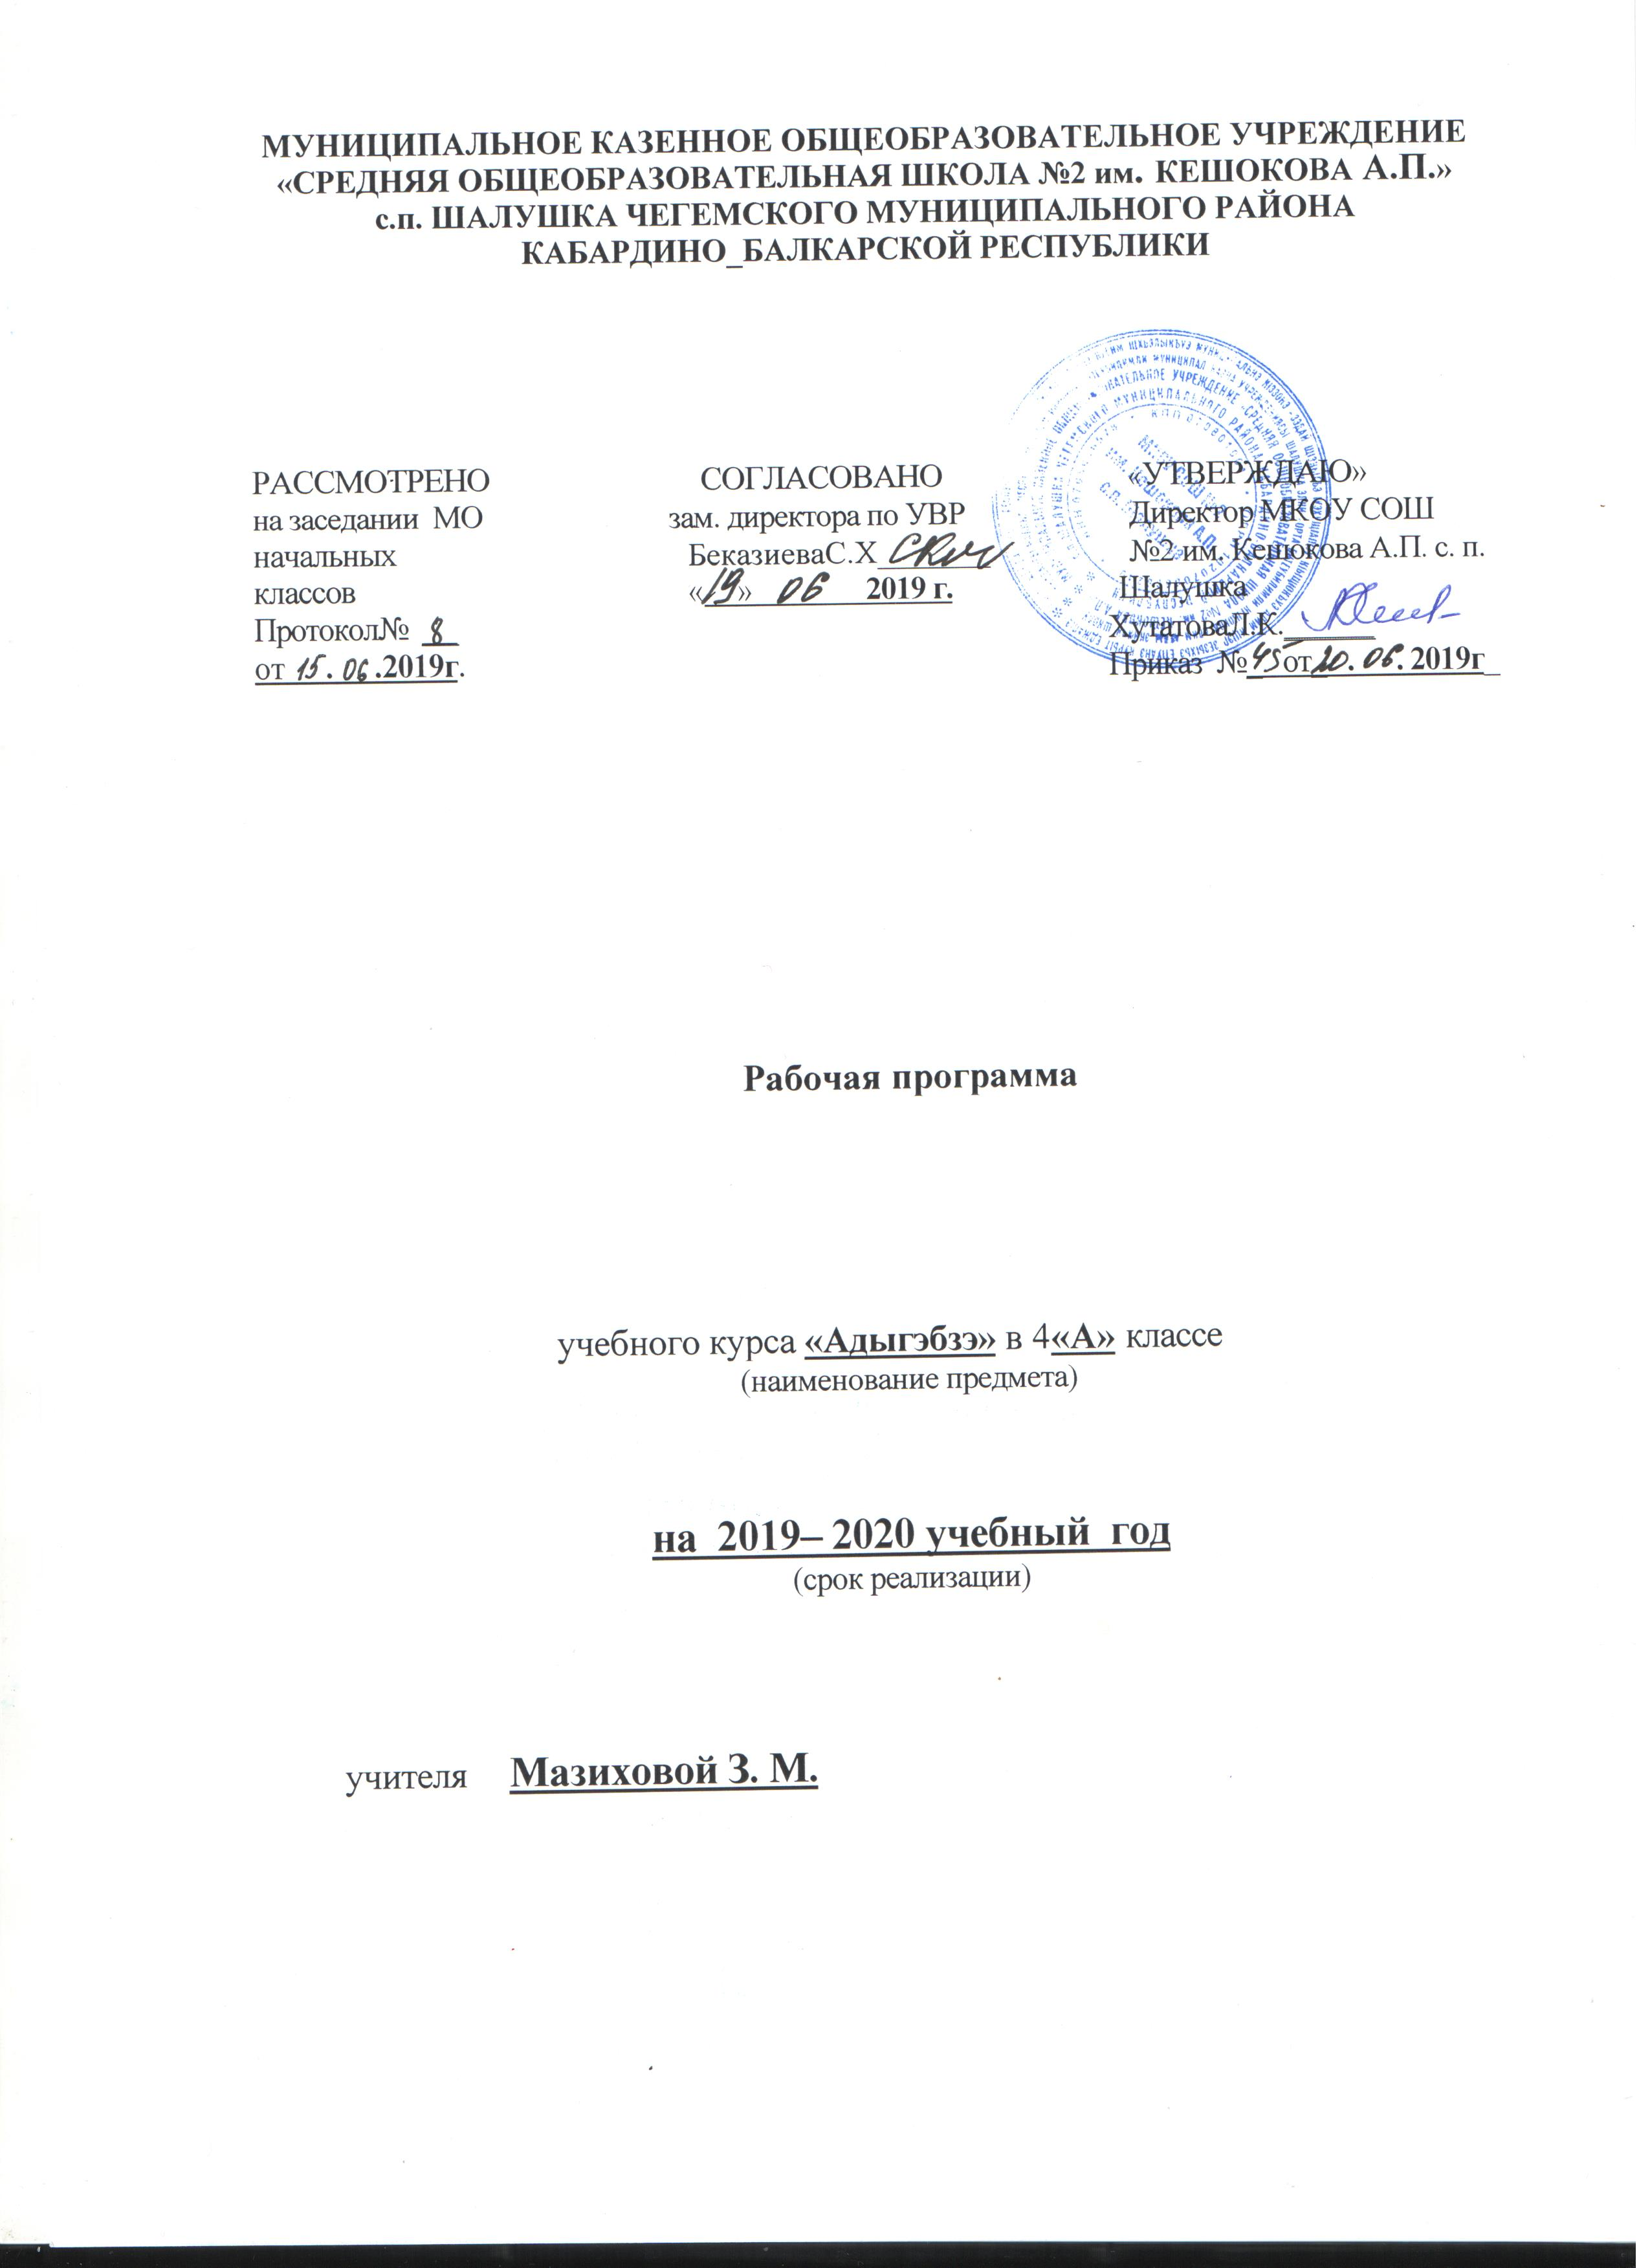 МУНИЦИПАЛЬНОЕ КАЗЕННОЕ ОБЩЕОБРАЗОВАТЕЛЬНОЕ УЧРЕЖДЕНИЕ
«СРЕДНЯЯ ОБЩЕОБРАЗОВАТЕЛЬНАЯ ШКОЛА №2 им. КЕШОКОВА А.П.»
с.п. ШАЛУШКА ЧЕГЕМСКОГО МУНИЦИПАЛЬНОГО РАЙОНА
КАБАРДИНО_БАЛКАРСКОЙ РЕСПУБЛИКИ
РАССМОТРЕНО
на заседании МО
начальных
классов
Протокол№ 8
от 15.06.2019г.
СОГЛАСОВАНО
зам. директора по УВР
БеказиеваС.Х
«19» 06 2019 г.
«УТВЕРЖДАЮ»
Директор МКОУ СОШ
№2 им. Кешокова А.П. с. п.
Шалушка
ХутатоваЛ.К.
Приказ №45от20.06.2019г
Рабочая программа
учебного курса «Адыгэбзэ» в 4«А» классе
(наименование предмета)
на 2019– 2020 учебный год
(срок реализации)
учителя Мазиховой З. М.